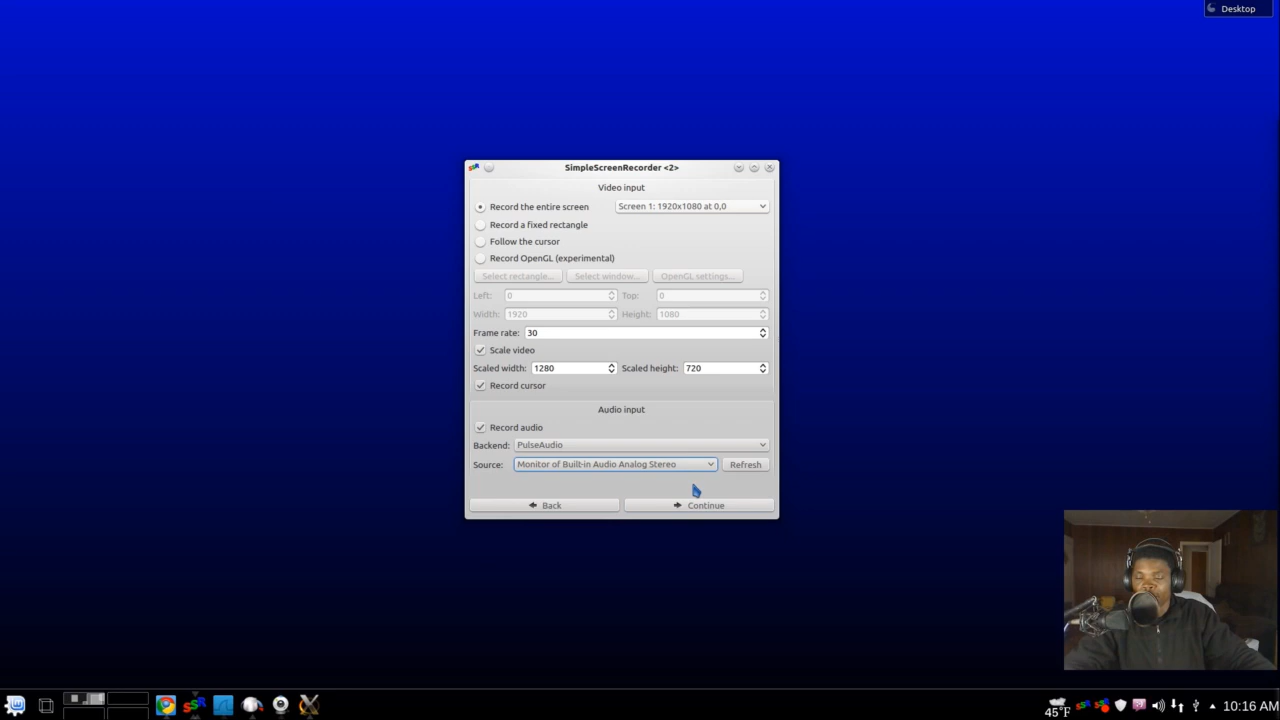 Desktop
SimpleScreenRecorder <2>
Video input
Record the entire screen Screen 1: 1920x1080 at 0,0
Record a fixed rectangle
Follow the cursor
Record OpenGL (experimental)
Select rectangle... Select window... OpenGL settings...
Left: 0 Top: 0
Width: 1920 Height: 1080
Frame rate: 30
Scale video
Scaled width: 1280 Scaled height: 720
Record cursor
Audio input
Record audio
Backend: PulseAudio
Source: Monitor of Built-in Audio Analog Stereo Refresh
Back Continue
45°F 10:16 AM